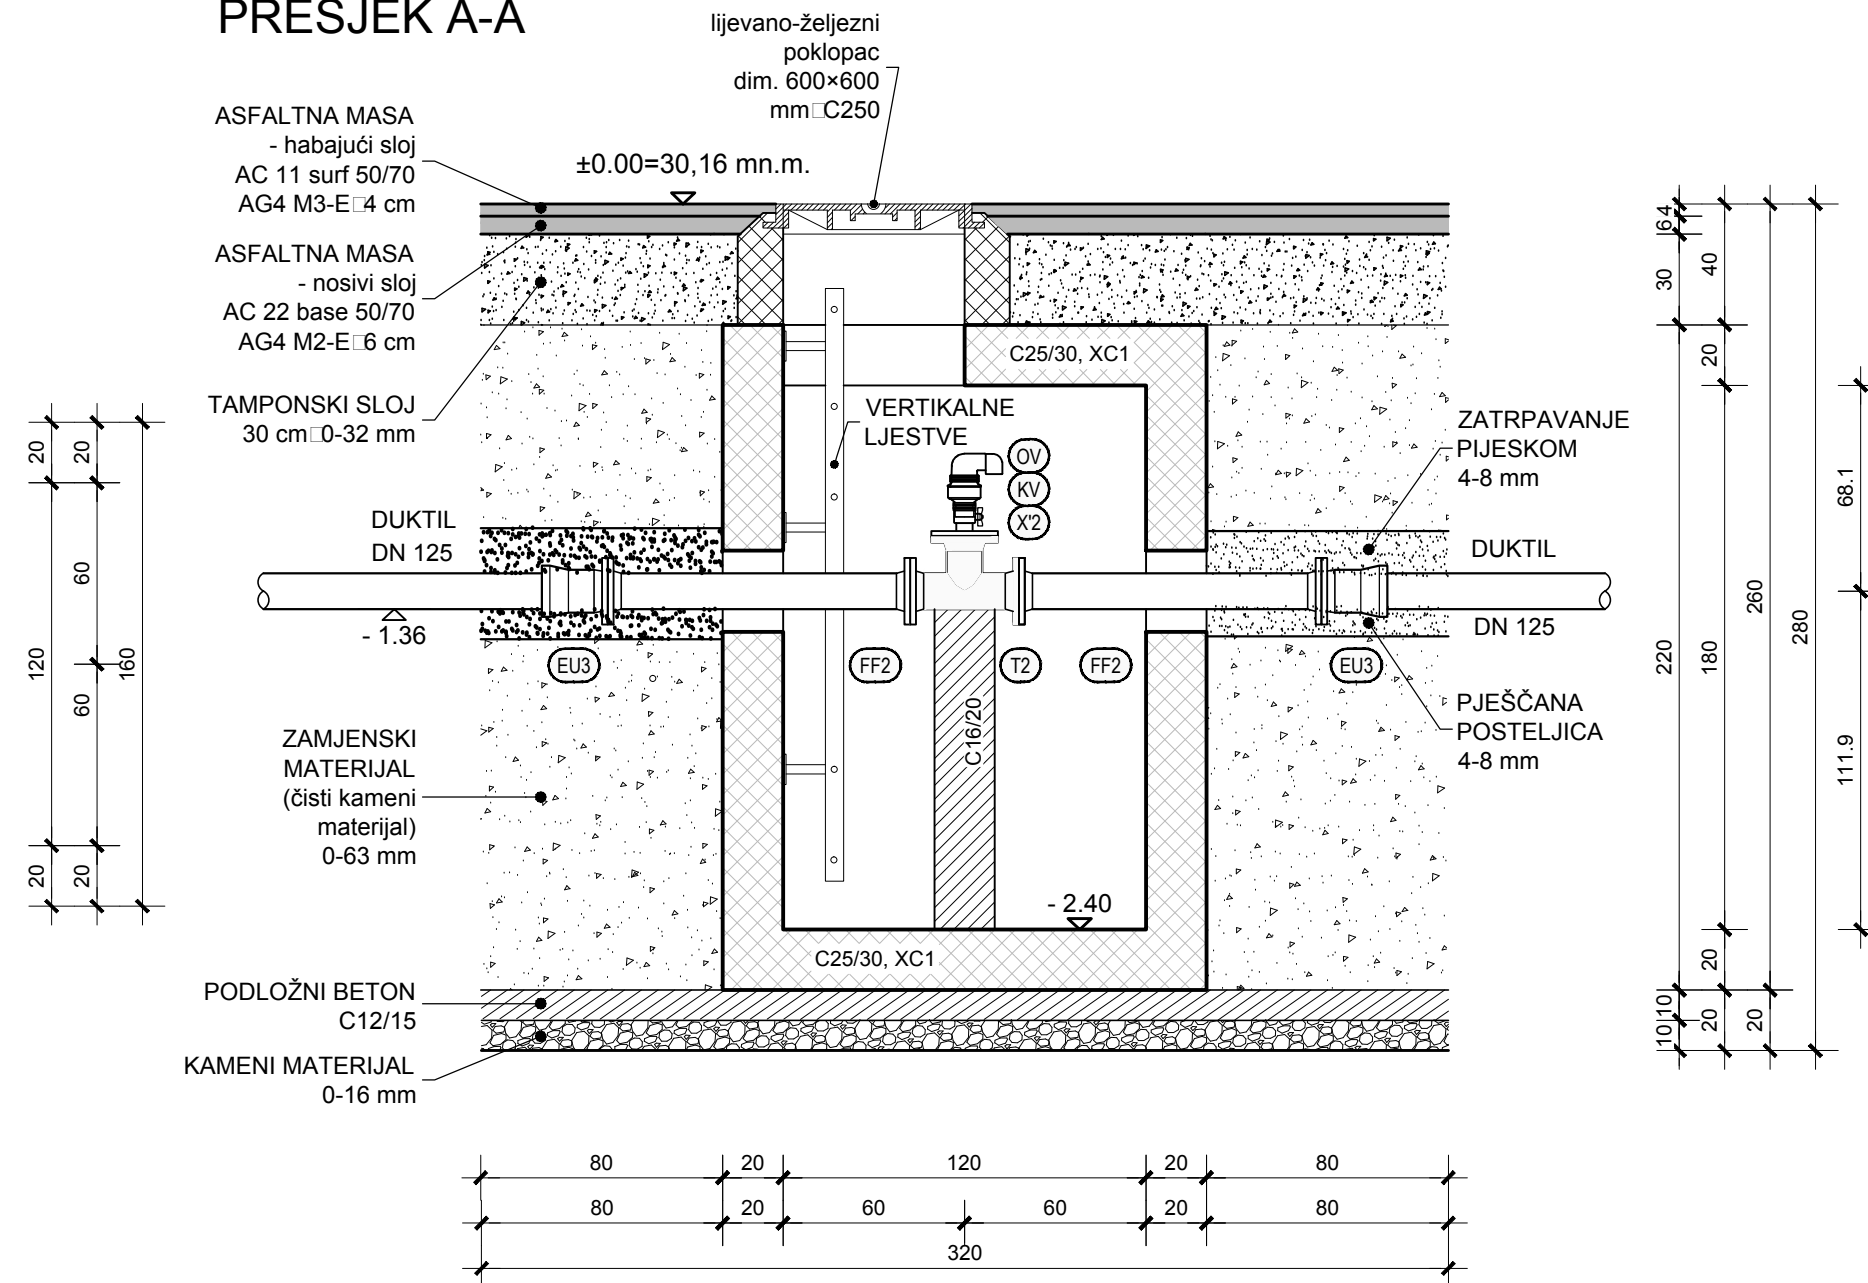 PRESJEK A-A
lijevano-željezni
poklopac
dim. 600×600
mm□C250
ASFALTNA MASA
- habajući sloj
AC 11 surf 50/70
AG4 M3-E□4 cm
±0.00=30,16 mn.m.
ASFALTNA MASA
- nosivi sloj
AC 22 base 50/70
AG4 M2-E□6 cm
TAMPONSKI SLOJ
30 cm□0-32 mm
C25/30, XC1
VERTIKALNE
LJESTVE
OV
KV
X'2
ZATRPAVANJE
PIJESKOM
4-8 mm
DUKTIL
DN 125
DUKTIL
DN 125
- 1.36
EU3
FF2
T2
FF2
EU3
C16/20
PJEŠČANA
POSTELJICA
4-8 mm
ZAMJENSKI
MATERIJAL
(čisti kameni
materijal)
0-63 mm
- 2.40
C25/30, XC1
PODLOŽNI BETON
C12/15
KAMENI MATERIJAL
0-16 mm
20
120
20
20
60
60
20
160
6 4
30
220
10 10
40
20
180
20
20
260
20
280
68.1
111.9
80 20 120 20 80
80 20 60 60 20 80
320